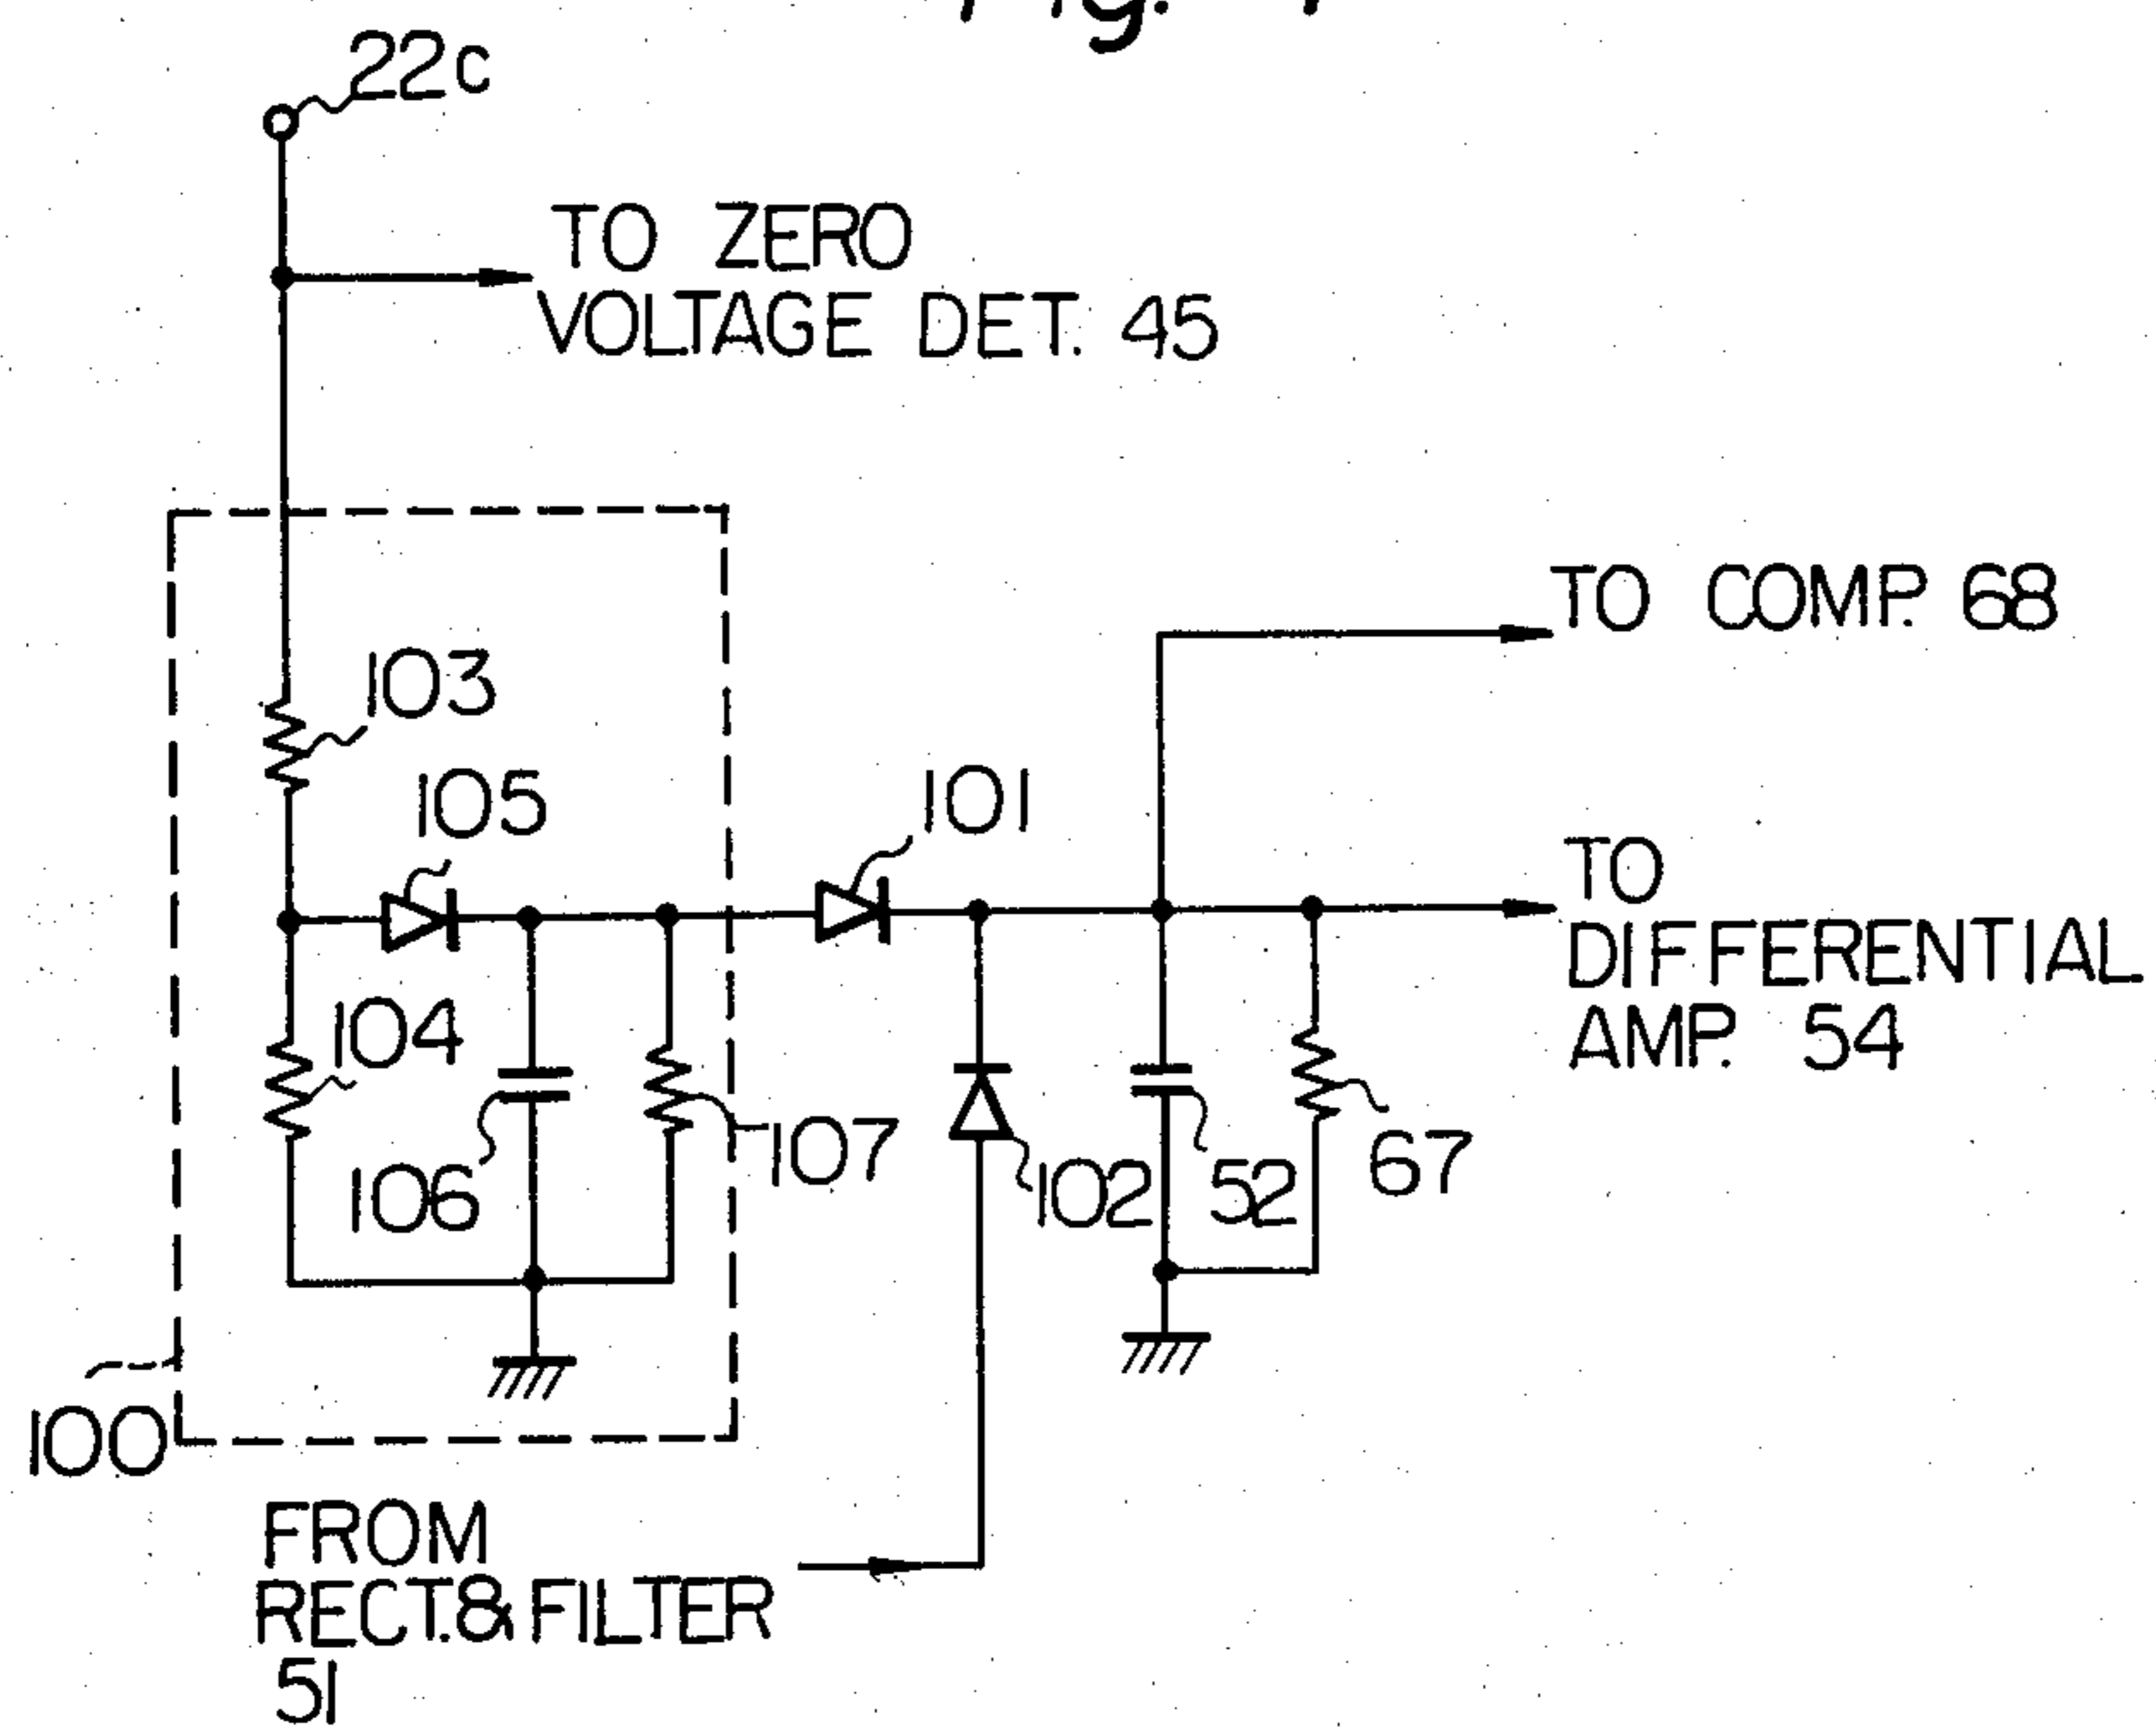 22c
TO ZERO
VOLTAGE DET. 45
TO COMP. 68
103
105
101
TO
DIFFERENTIAL
AMP. 54
104
106
107
102
52
67
100
FROM
RECT.& FILTER
51